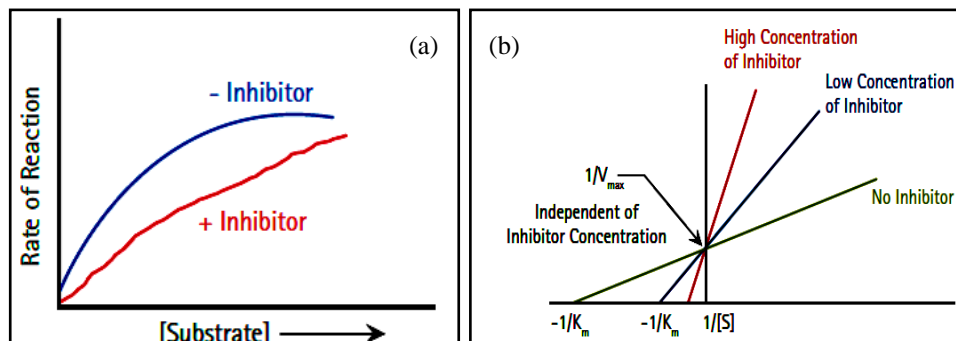 (a)
- Inhibitor
+ Inhibitor
Rate of Reaction
[Substrate]
(b)
High Concentration
of Inhibitor
Low Concentration
of Inhibitor
1/Vmax
Independent of
Inhibitor Concentration
No Inhibitor
-1/Km
-1/Km
1/[S]